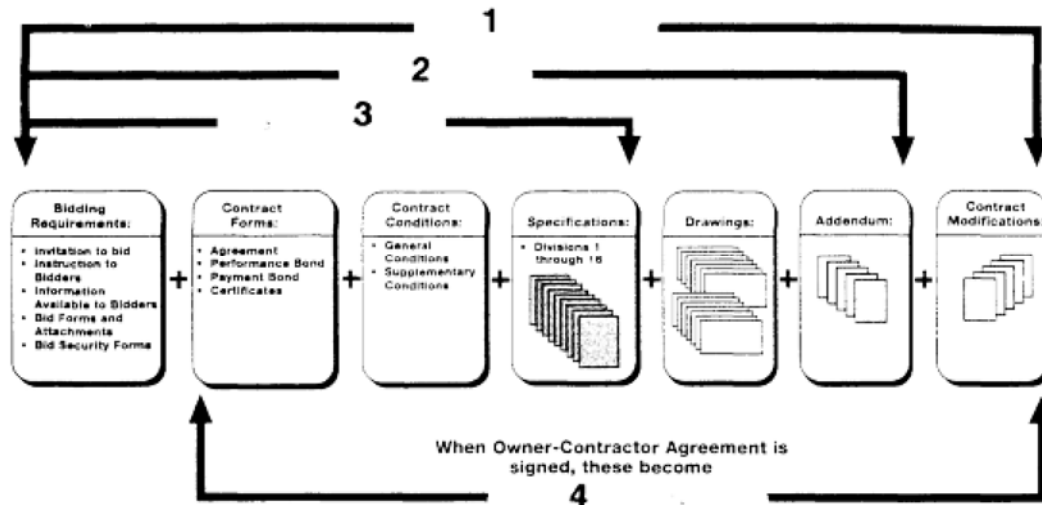 1
2
3
Bidding
Requirements:
• Invitation to bid
• Instruction to
Bidders
• Information
Available to Bidders
• Bid Forms and
Attachments
• Bid Security Forms
+
Contract
Forms:
• Agreement
• Performance Bond
• Payment Bond
• Certificates
+
Contract
Conditions:
• General
Conditions
• Supplementary
Conditions
+
Specifications:
• Divisions 1
through 16
+
Drawings:
+
Addendum:
+
Contract
Modifications:
When Owner-Contractor Agreement is
signed, these become
4